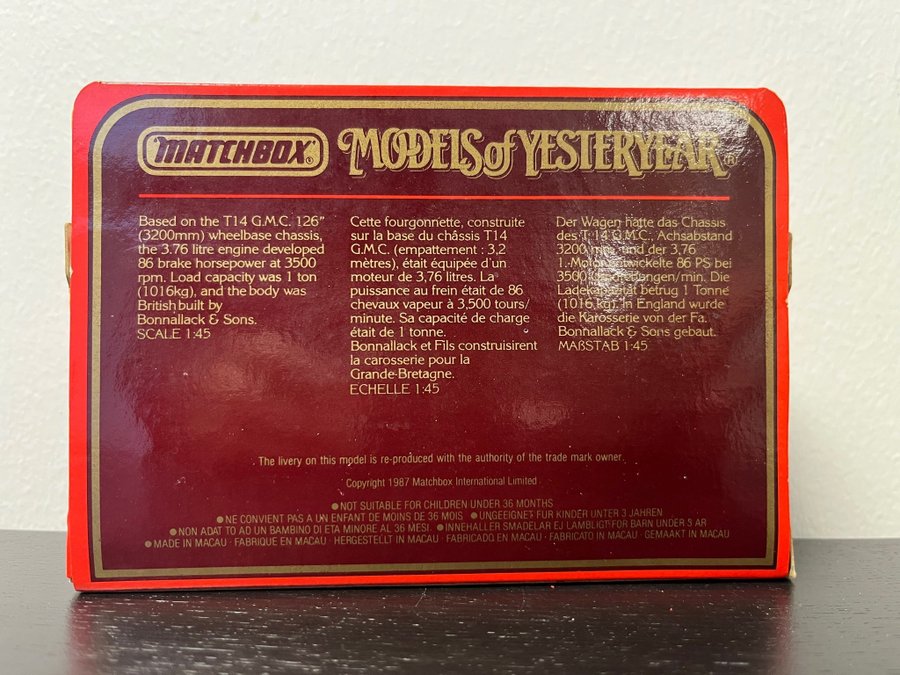 MATCHBOX® MODELS of YESTERYEAR®
Based on the T14 G.M.C. 126"
(3200mm) wheelbase chassis,
the 3.76 litre engine developed
86 brake horsepower at 3500
rpm. Load capacity was 1 ton
(1016kg), and the body was
British built by
Bonnallack & Sons.
SCALE 1:45
Cette fourgonnette, construite
sur la base du châssis T14
G.M.C. (empattement : 3,2
mètres), était équipée d'un
moteur de 3,76 litres. La
puissance au frein était de 86
chevaux vapeur à 3,500 tours/
minute. Sa capacité de charge
était de 1 tonne.
Bonnallack et Fils construisirent
la carosserie pour la
Grande-Bretagne.
ECHELLE 1:45
Der Wagen hatte das Chassis
des T 14 G.M.C., Achsabstand
3200 mm, und der 3,76
1.Motor entwickelte 86 PS bei
3500 Umdrehungen/min. Die
Ladekapazität betrug 1 Tonne
(1016 kg). In England wurde
die Karosserie von der Fa.
Bonnallack & Sons gebaut.
MAßSTAB 1:45
The livery on this model is re-produced with the authority of the trade mark owner.
Copyright 1987 Matchbox International Limited
●NOT SUITABLE FOR CHILDREN UNDER 36 MONTHS
●NE CONVIENT PAS A UN ENFANT DE MOINS DE 36 MOIS ●UNGEEIGNET FUR KINDER UNTER 3 JAHREN
●NON ADATTO AD UN BAMBINO DI ETA MINORE AL 36 MESI. ●INNEHALLER SMADELAR EJ LAMBLIGT FOR BARN UNDER 3 AR
●MADE IN MACAU · FABRIQUE EN MACAU · HERGESTELLT IN MACAU · FABRICADO EN MACAU · FABRICATO IN MACAU · GEMAAKT IN MACAU